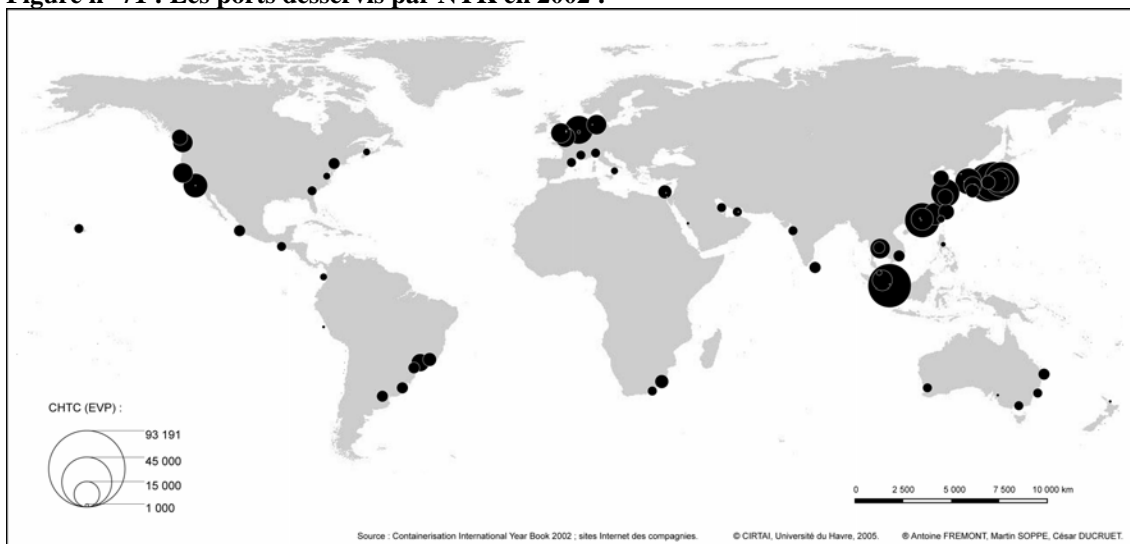 Figure n° 71 : Les ports desservis par NYK en 2002 .
CHTC (EVP) :
93 191
45 000
15 000
1 000
0 2 500 5 000 7 500 10 000 km
Source : Containerisation International Year Book 2002 ; sites Internet des compagnies. © CIRTAI, Université du Havre, 2005. ® Antoine FREMONT, Martin SOPPE, César DUCRUET.